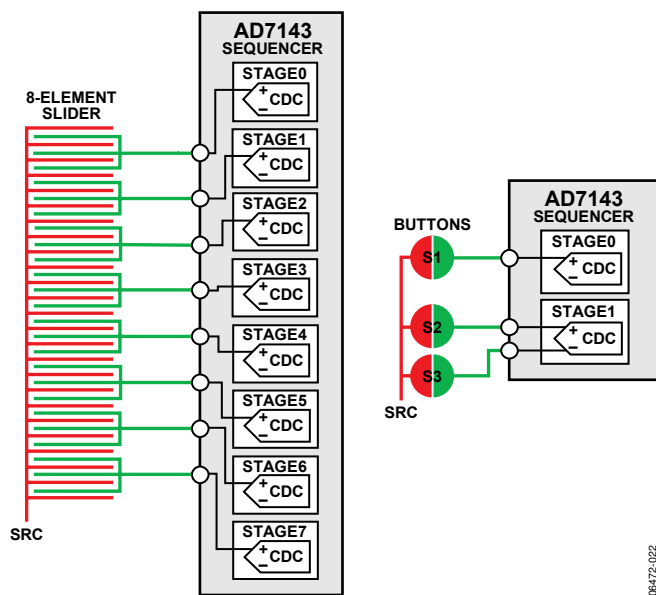 AD7143
SEQUENCER
8-ELEMENT
SLIDER
STAGE0
+
–
CDC
STAGE1
+
–
CDC
STAGE2
+
–
CDC
STAGE3
+
–
CDC
STAGE4
+
–
CDC
STAGE5
+
–
CDC
STAGE6
+
–
CDC
STAGE7
+
–
CDC
SRC
AD7143
SEQUENCER
BUTTONS
STAGE0
+
–
CDC
S1
STAGE1
+
–
CDC
S2
S3
SRC
06472-022